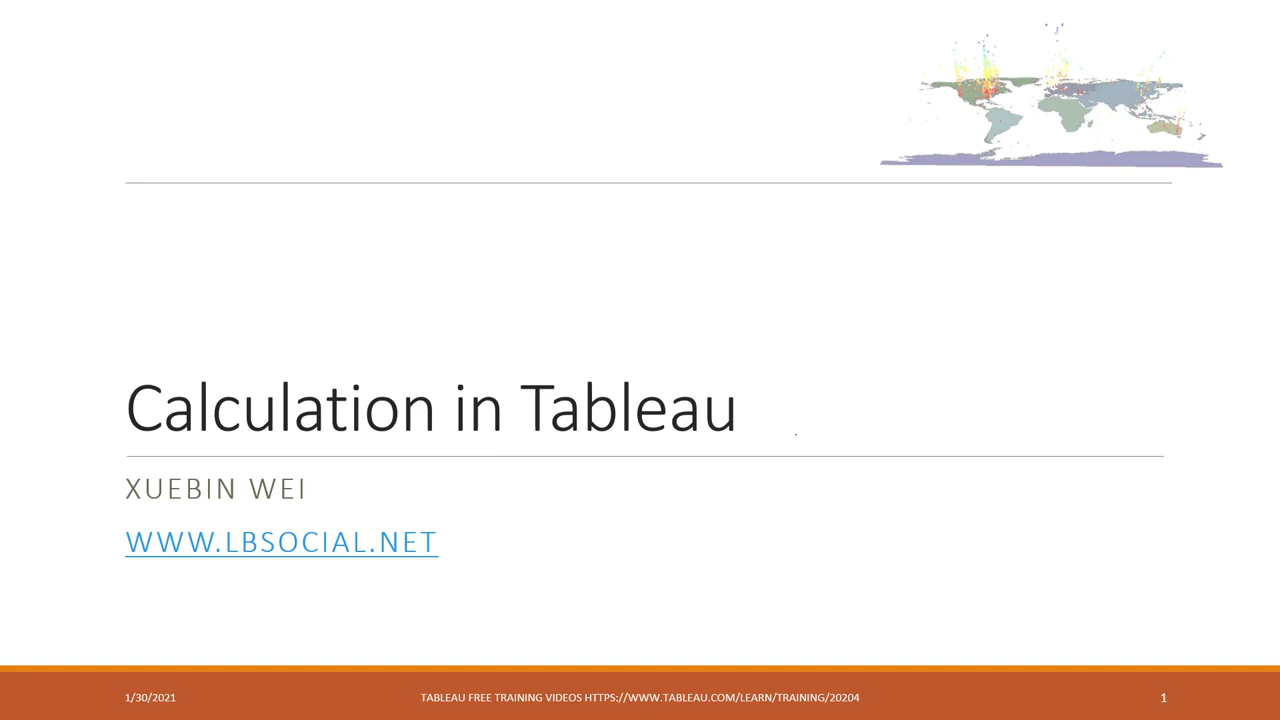 Calculation in Tableau
XUEBIN WEI
WWW.LBSOCIAL.NET
1/30/2021
TABLEAU FREE TRAINING VIDEOS HTTPS://WWW.TABLEAU.COM/LEARN/TRAINING/20204
1